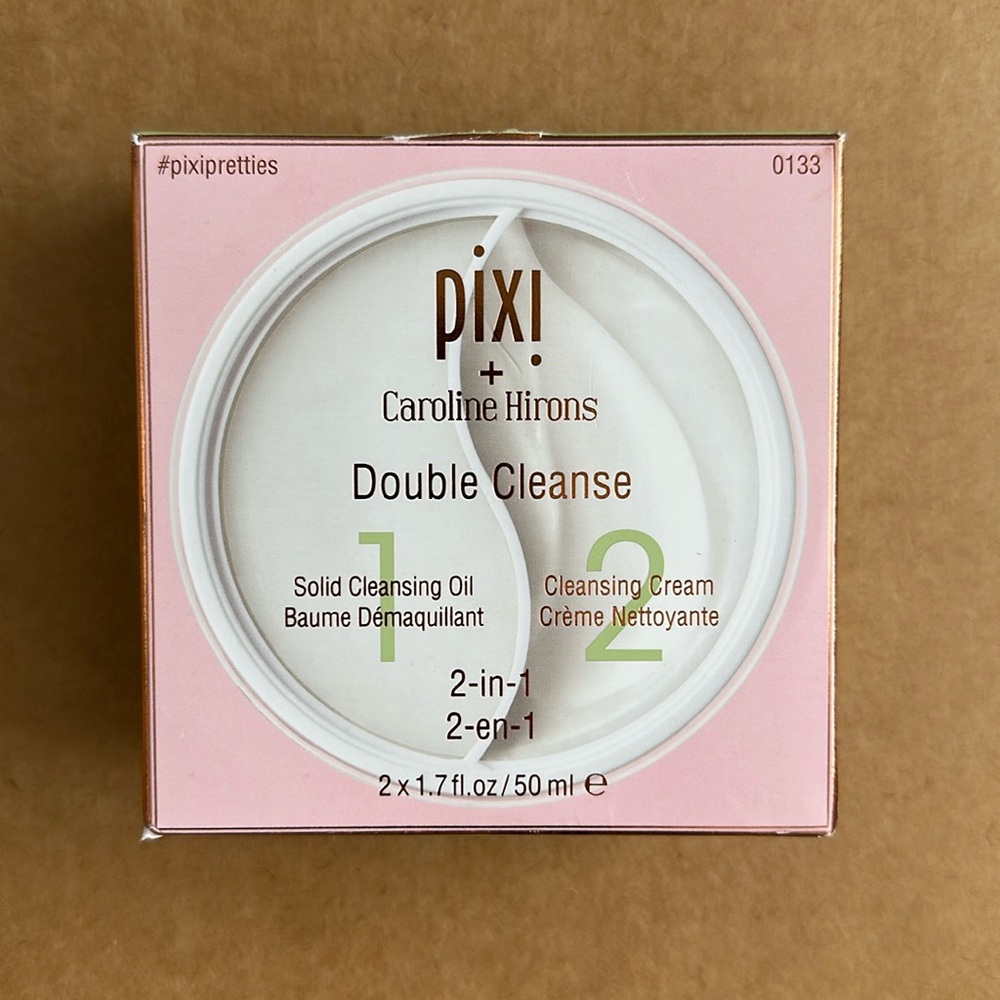 #pixipretties
0133
pixi
+
Caroline Hirons
Double Cleanse
1
2
Solid Cleansing Oil
Baume Démaquillant
Cleansing Cream
Crème Nettoyante
2-in-1
2-en-1
2 x 1.7 fl.oz / 50 ml ℮